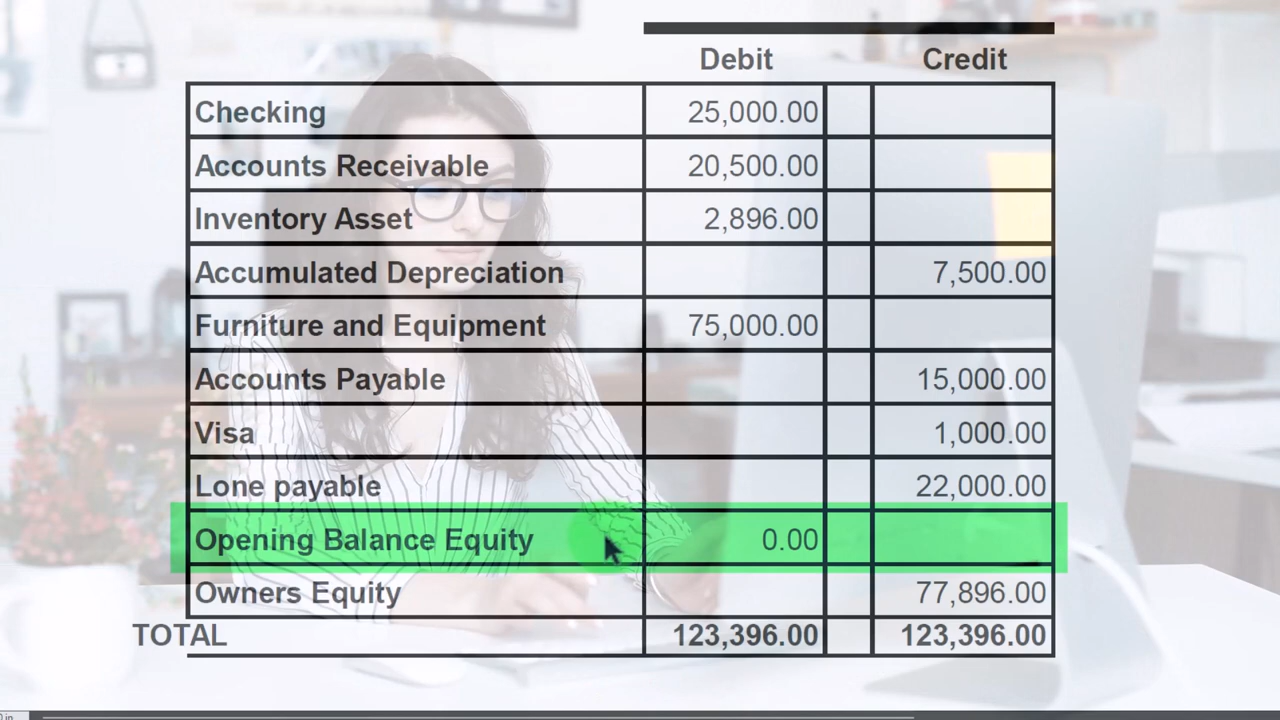 Debit Credit
Checking 25,000.00
Accounts Receivable 20,500.00
Inventory Asset 2,896.00
Accumulated Depreciation 7,500.00
Furniture and Equipment 75,000.00
Accounts Payable 15,000.00
Visa 1,000.00
Lone payable 22,000.00
Opening Balance Equity 0.00
Owners Equity 77,896.00
TOTAL 123,396.00 123,396.00